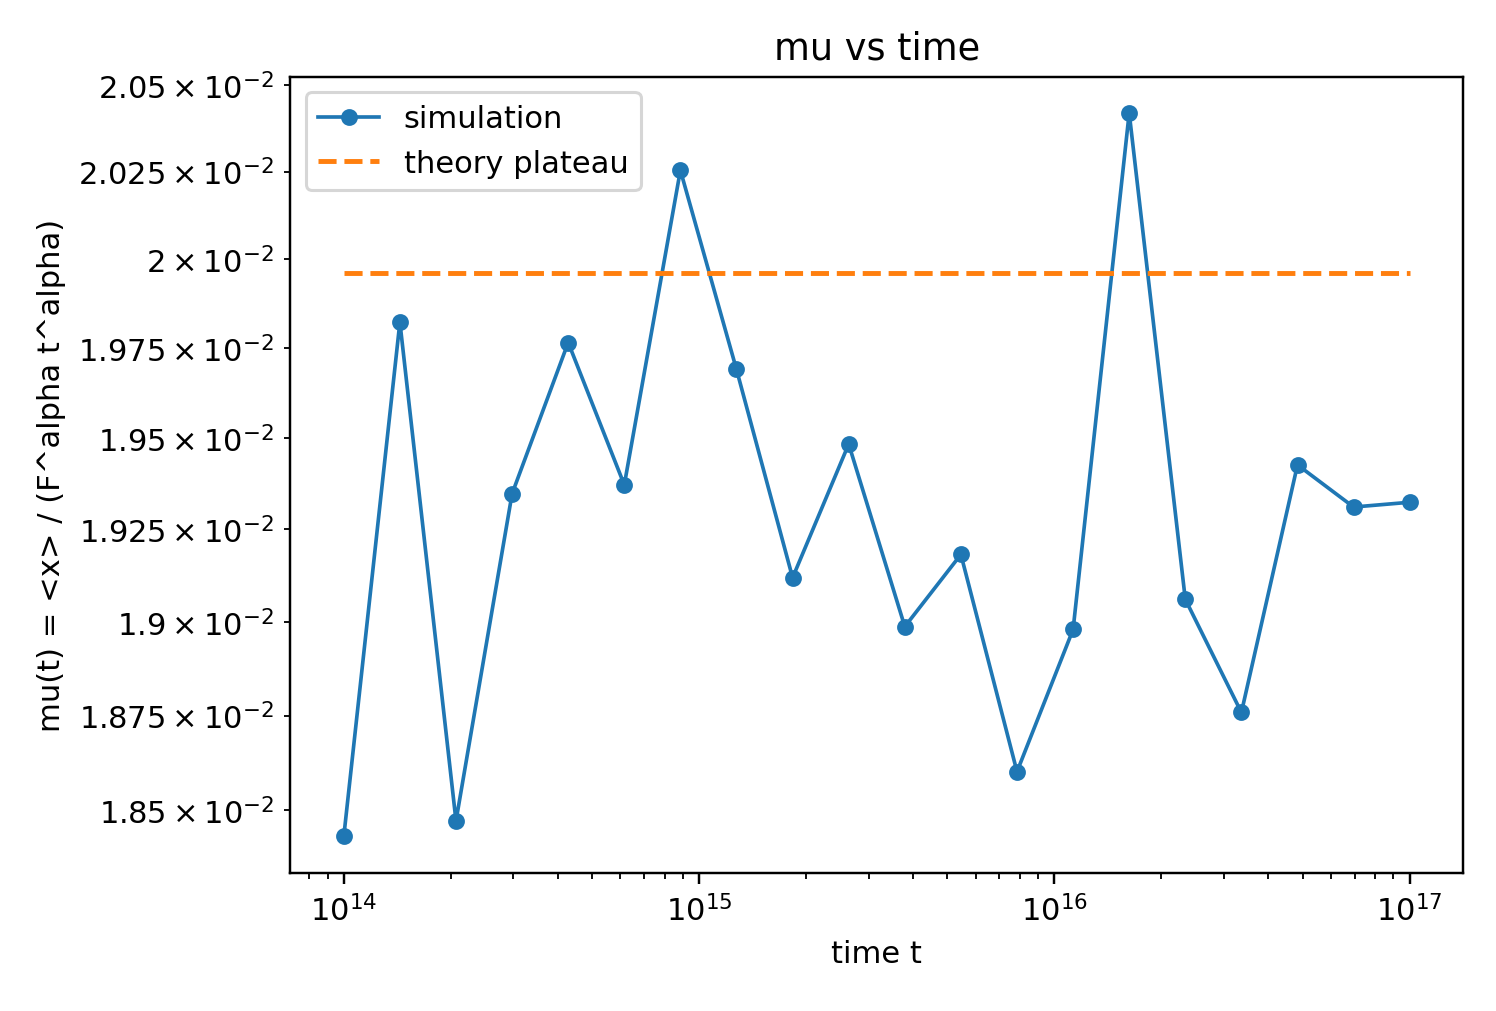 mu vs time
2.05 × 10⁻²
2.025 × 10⁻²
2 × 10⁻²
1.975 × 10⁻²
1.95 × 10⁻²
1.925 × 10⁻²
1.9 × 10⁻²
1.875 × 10⁻²
1.85 × 10⁻²
mu(t) = <x> / (F^alpha t^alpha)
simulation
theory plateau
10¹⁴
10¹⁵
10¹⁶
10¹⁷
time t